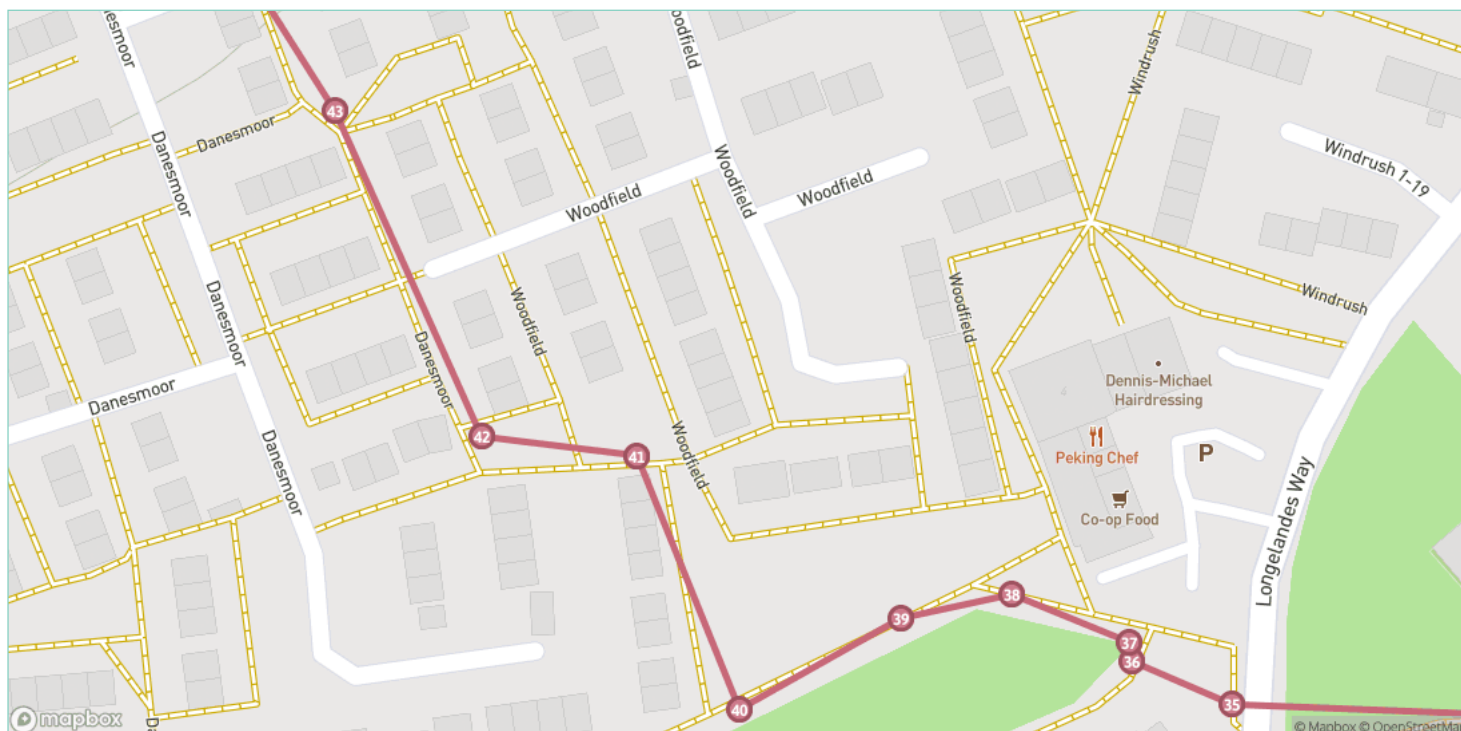 Danesmoor
Woodfield
Windrush
43
Danesmoor
Danesmoor
Woodfield
Woodfield
Woodfield
Windrush 1-19
Danesmoor
Woodfield
Woodfield
Windrush
Danesmoor
Danesmoor
4
Dennis-Michael
Hairdressing
42
41
Woodfield
Peking Chef
P
Danesmoor
Co-op Food
Longelandes Way
38
39
37
36
40
35
mapbox
© Mapbox © OpenStreetMap